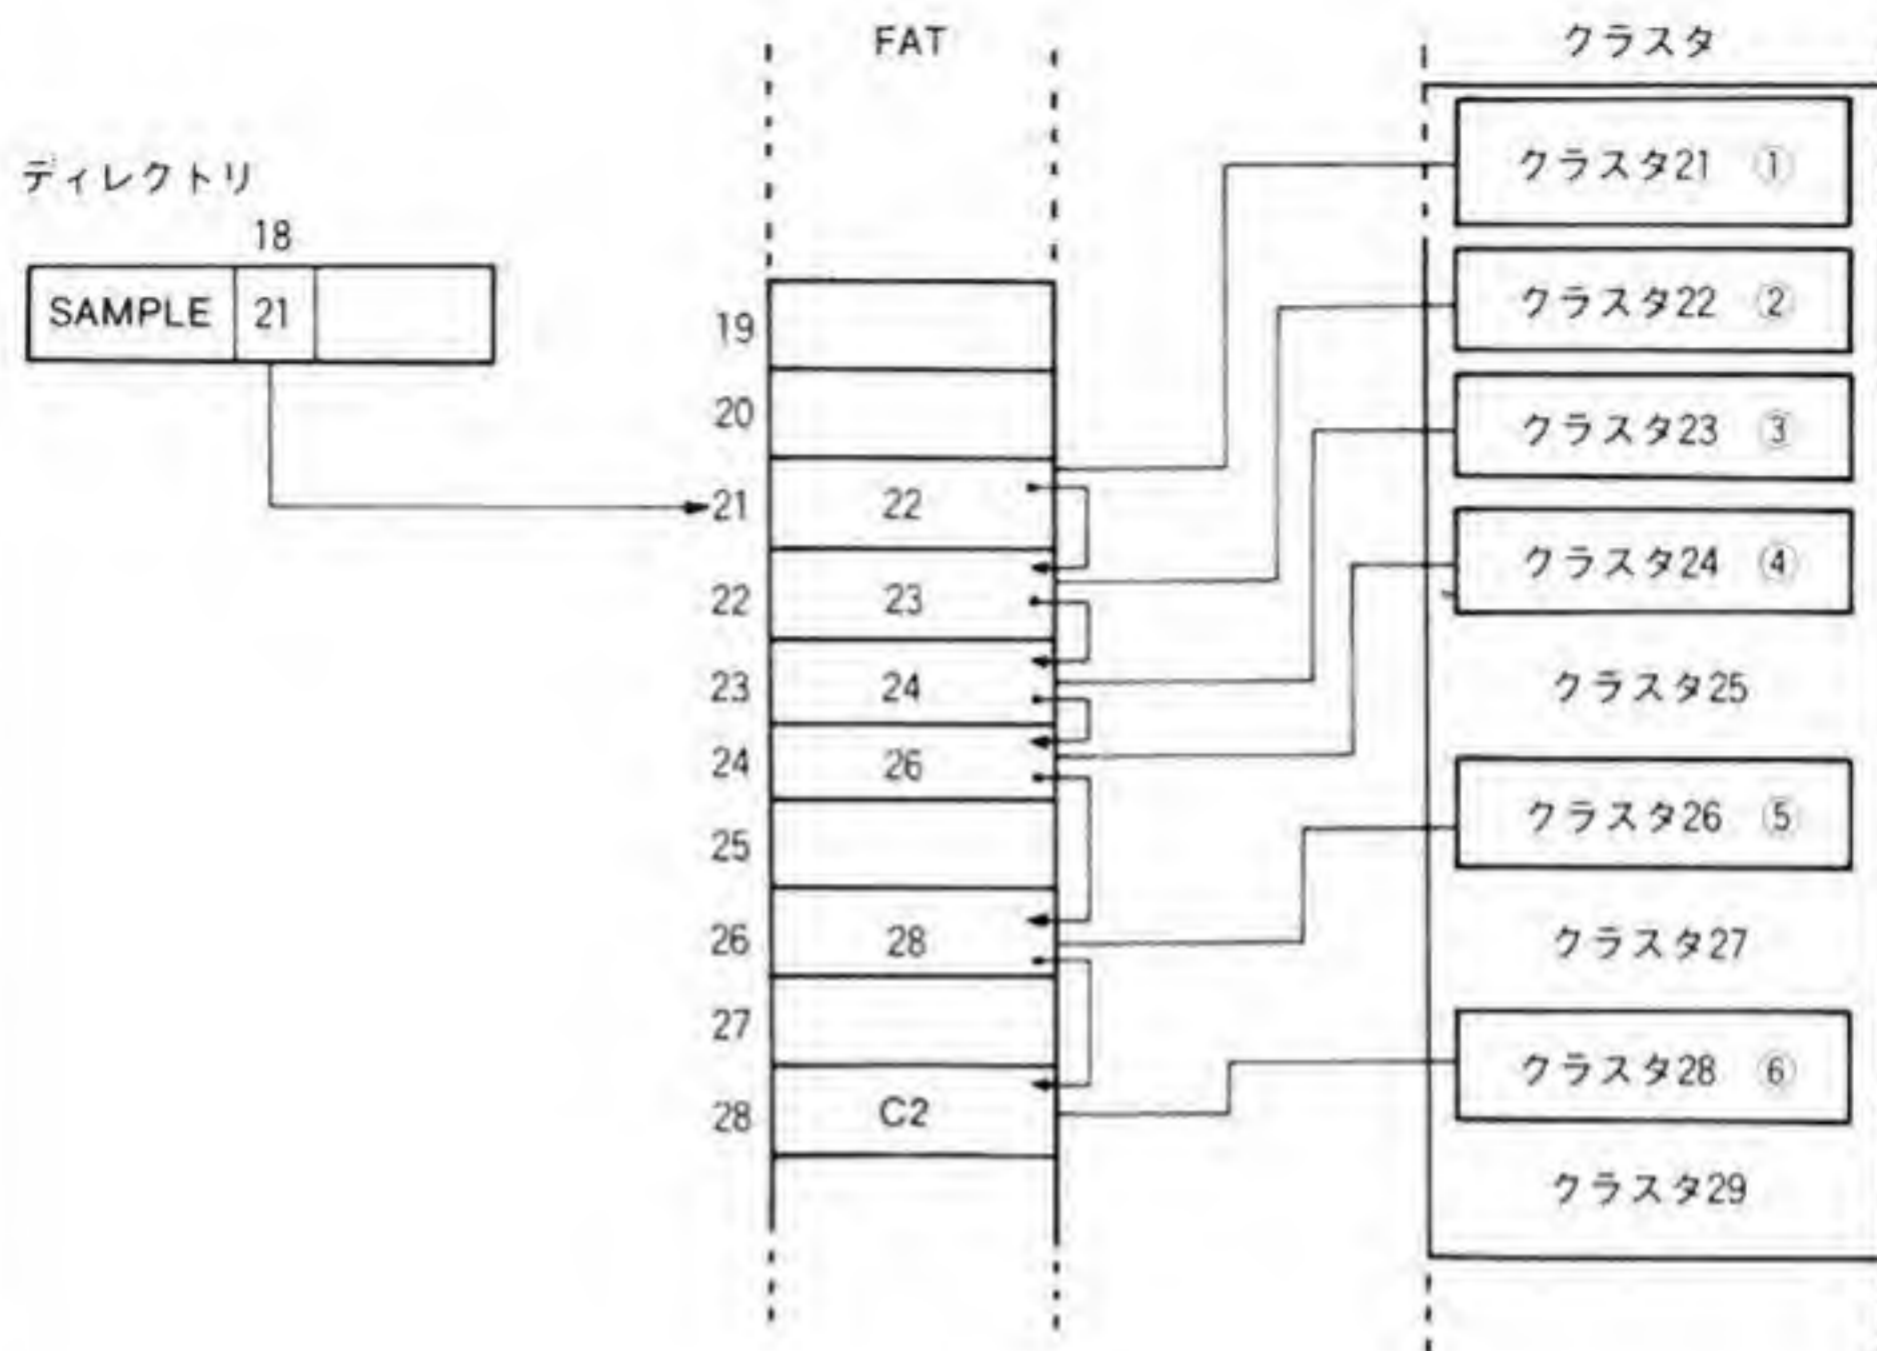 FAT
クラスタ
ディレクトリ
18
SAMPLE 21
19
20
21 22
22 23
23 24
24 26
25
26 28
27
28 C2
クラスタ21 ①
クラスタ22 ②
クラスタ23 ③
クラスタ24 ④
クラスタ25
クラスタ26 ⑤
クラスタ27
クラスタ28 ⑥
クラスタ29